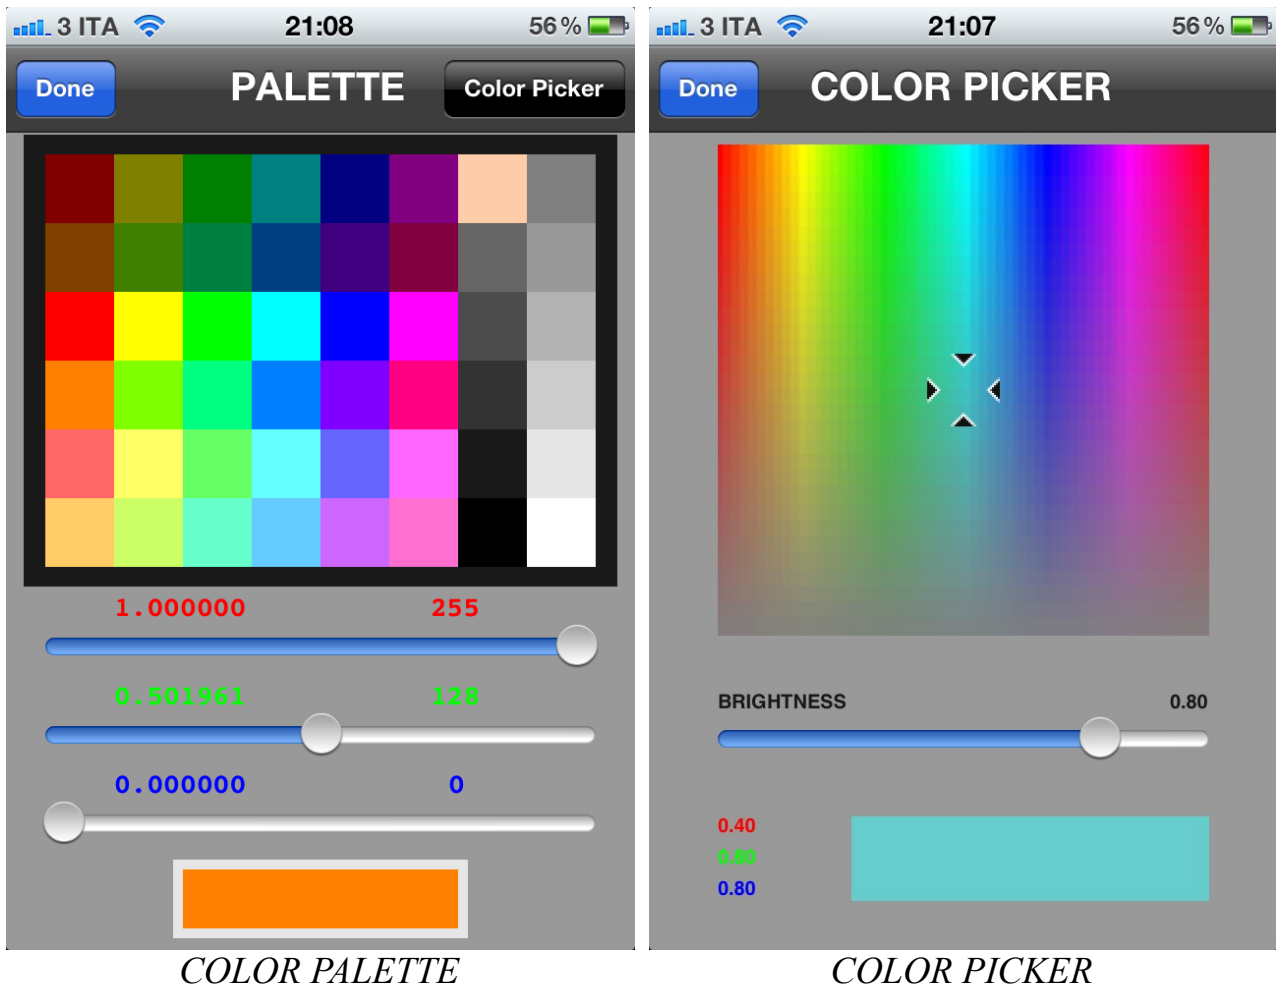 3 ITA 21:08 56%
Done PALETTE Color Picker
1.000000 255
0.501961 128
0.000000 0
COLOR PALETTE
3 ITA 21:07 56%
Done COLOR PICKER
BRIGHTNESS 0.80
0.40
0.80
0.80
COLOR PICKER